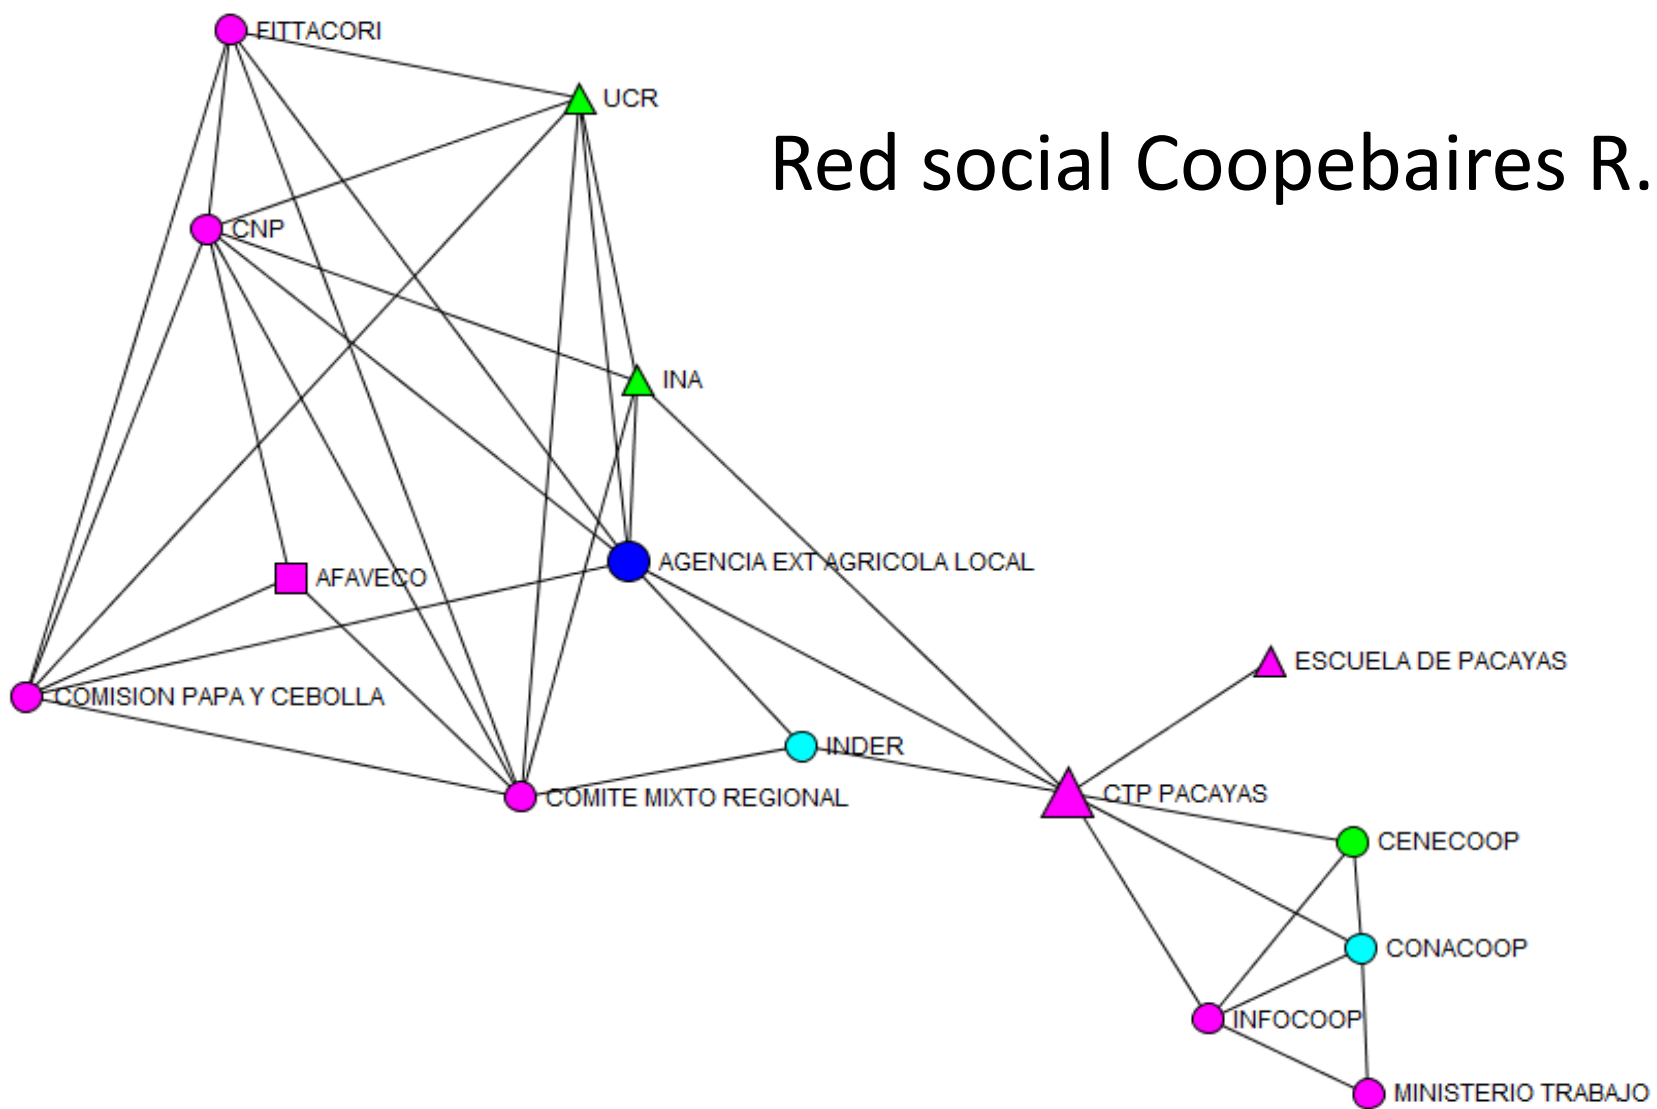 FITTACORI
UCR
Red social Coopebaires R.
CNP
INA
AGENCIA EXT AGRICOLA LOCAL
AFAVECO
ESCUELA DE PACAYAS
COMISION PAPA Y CEBOLLA
INDER
COMITE MIXTO REGIONAL
CTP PACAYAS
CENECOOP
CONACOOP
INFOCOOP
MINISTERIO TRABAJO